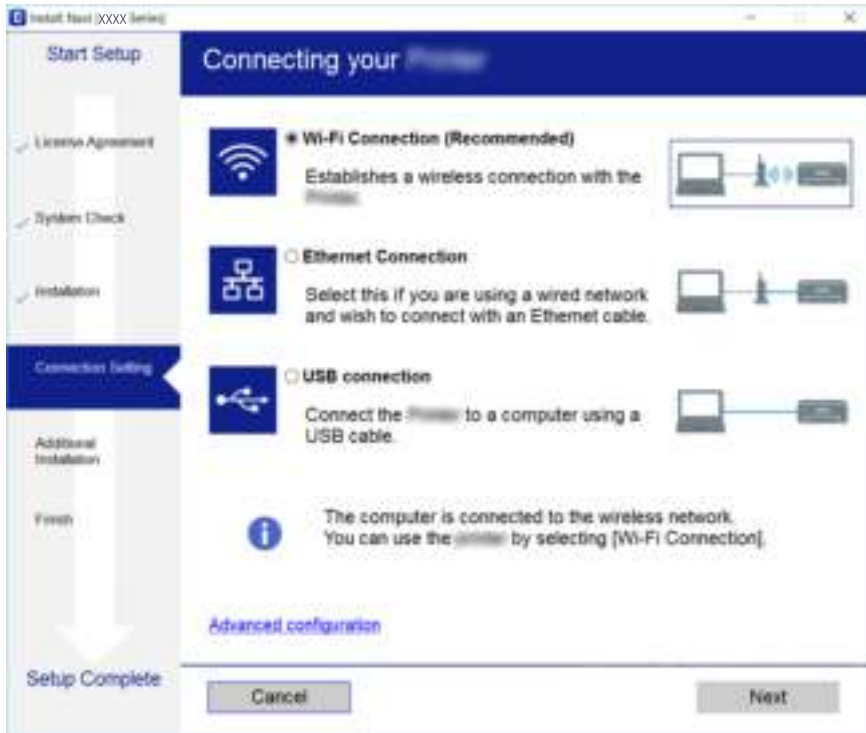 Install Navi [XXXX Series]
Start Setup
License Agreement
System Check
Installation
Connection Setting
Additional
Installation
Finish
Setup Complete
Connecting your Printer
Wi-Fi Connection (Recommended)
Establishes a wireless connection with the
Printer.
Ethernet Connection
Select this if you are using a wired network
and wish to connect with an Ethernet cable.
USB connection
Connect the Printer to a computer using a
USB cable.
The computer is connected to the wireless network.
You can use the printer by selecting [Wi-Fi Connection].
Advanced configuration
Cancel
Next